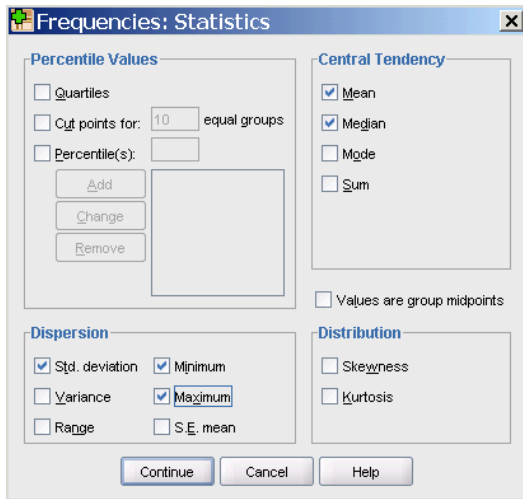 Frequencies: Statistics
Percentile Values
Quartiles
Cut points for: 10 equal groups
Percentile(s):
Add
Change
Remove
Central Tendency
Mean
Median
Mode
Sum
Values are group midpoints
Dispersion
Std. deviation
Minimum
Variance
Maximum
Range
S.E. mean
Distribution
Skewness
Kurtosis
Continue
Cancel
Help